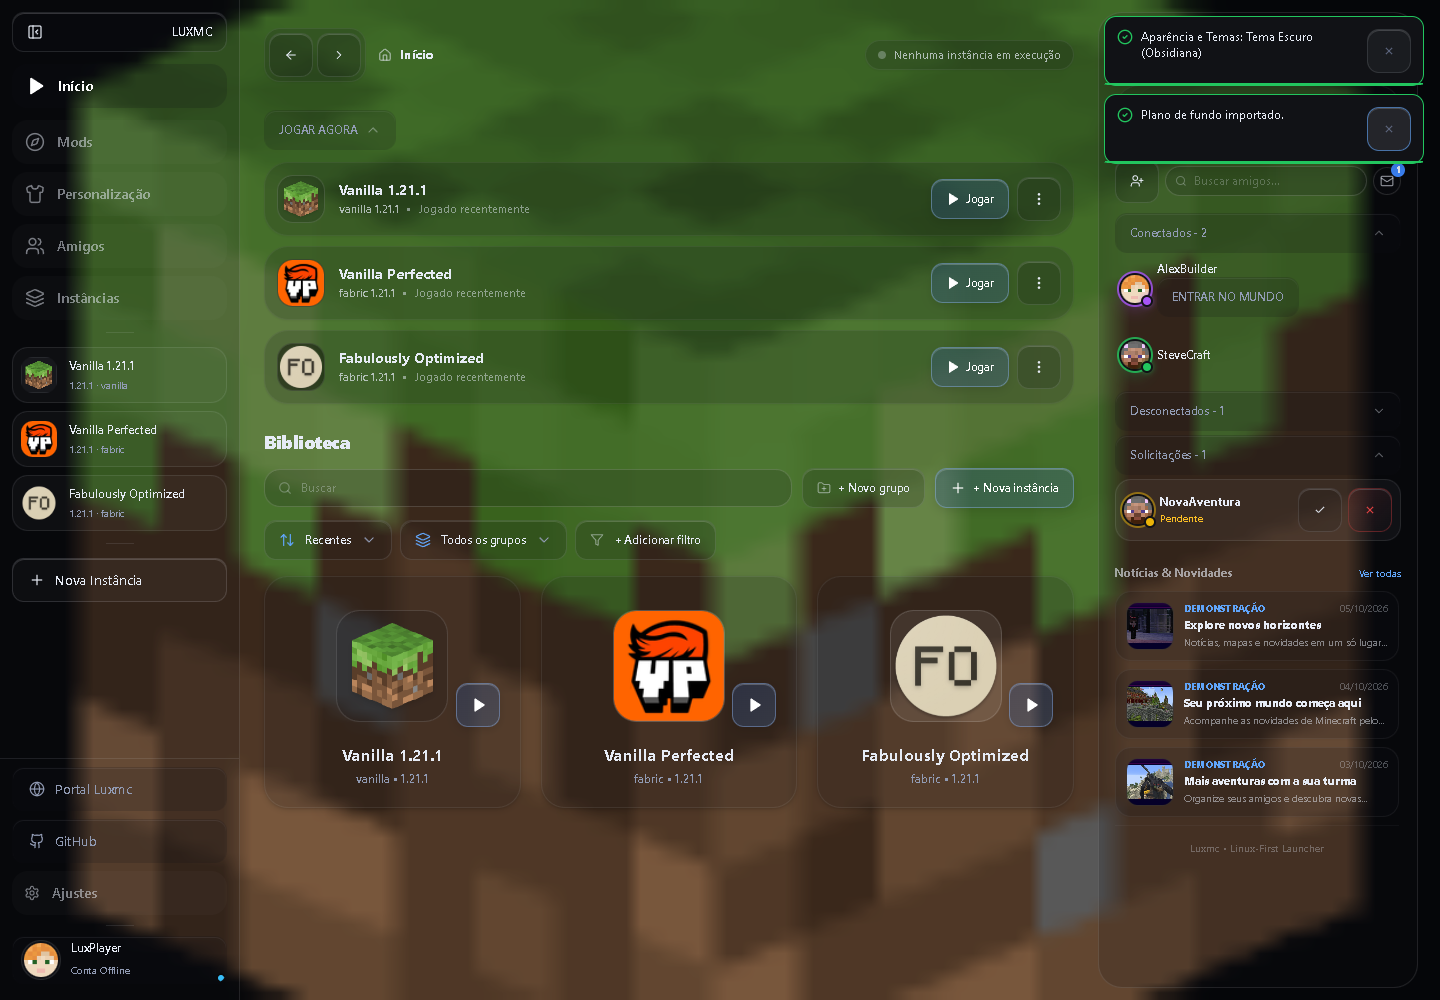 LUXMC
Início
Mods
Personalização
Amigos
Instâncias
Vanilla 1.21.1
1.21.1 · vanilla
Vanilla Perfected
1.21.1 · fabric
Fabulously Optimized
1.21.1 · fabric
Nova Instância
Portal Luxmc
GitHub
Ajustes
LuxPlayer
Conta Offline
Início
Nenhuma instância em execução
JOGAR AGORA
Vanilla 1.21.1
vanilla 1.21.1 • Jogado recentemente
Jogar
Vanilla Perfected
fabric 1.21.1 • Jogado recentemente
Jogar
Fabulously Optimized
fabric 1.21.1 • Jogado recentemente
Jogar
Biblioteca
Buscar
+ Novo grupo
+ Nova instância
Recentes
Todos os grupos
+ Adicionar filtro
Vanilla 1.21.1
vanilla • 1.21.1
Vanilla Perfected
fabric • 1.21.1
Fabulously Optimized
fabric • 1.21.1
Aparência e Temas: Tema Escuro
(Obsidiana)
Plano de fundo importado.
Buscar amigos...
1
Conectados - 2
AlexBuilder
ENTRAR NO MUNDO
SteveCraft
Desconectados - 1
Solicitações - 1
NovaAventura
Pendente
Notícias & Novidades
Ver todas
DEMONSTRAÇÃO
05/10/2026
Explore novos horizontes
Notícias, mapas e novidades em um só lugar...
DEMONSTRAÇÃO
04/10/2026
Seu próximo mundo começa aqui
Acompanhe as novidades de Minecraft pelo...
DEMONSTRAÇÃO
03/10/2026
Mais aventuras com a sua turma
Organize seus amigos e descubra novas...
Luxmc • Linux-First Launcher